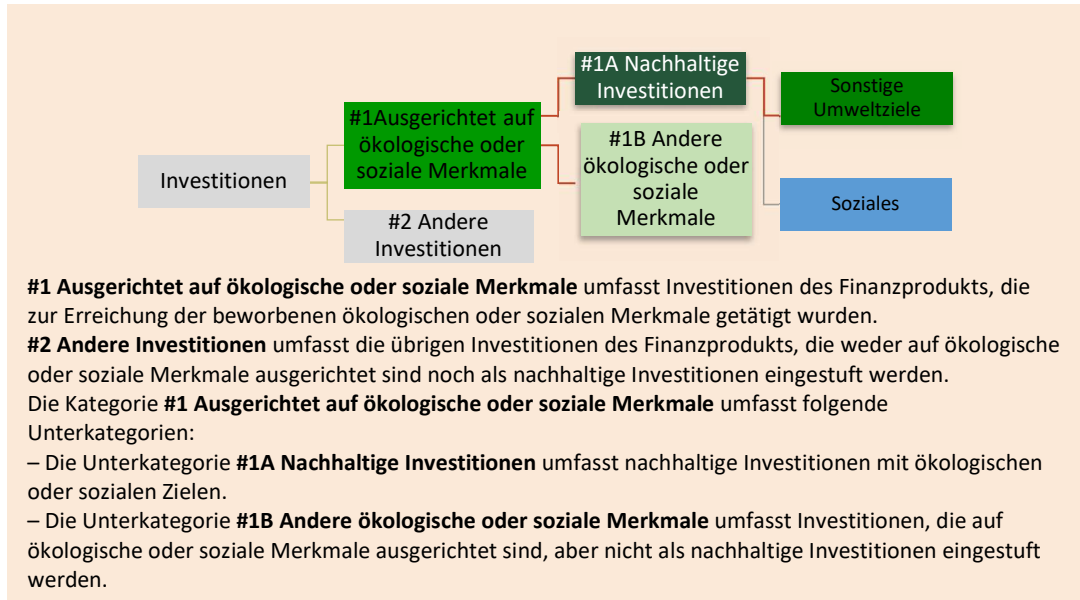 #1A Nachhaltige
Investitionen
Sonstige
Umweltziele
#1Ausgerichtet auf
ökologische oder
soziale Merkmale
#1B Andere
ökologische oder
soziale
Merkmale
Investitionen
Soziales
#2 Andere
Investitionen
#1 Ausgerichtet auf ökologische oder soziale Merkmale umfasst Investitionen des Finanzprodukts, die
zur Erreichung der beworbenen ökologischen oder sozialen Merkmale getätigt wurden.
#2 Andere Investitionen umfasst die übrigen Investitionen des Finanzprodukts, die weder auf ökologische
oder soziale Merkmale ausgerichtet sind noch als nachhaltige Investitionen eingestuft werden.
Die Kategorie #1 Ausgerichtet auf ökologische oder soziale Merkmale umfasst folgende
Unterkategorien:
– Die Unterkategorie #1A Nachhaltige Investitionen umfasst nachhaltige Investitionen mit ökologischen
oder sozialen Zielen.
– Die Unterkategorie #1B Andere ökologische oder soziale Merkmale umfasst Investitionen, die auf
ökologische oder soziale Merkmale ausgerichtet sind, aber nicht als nachhaltige Investitionen eingestuft
werden.